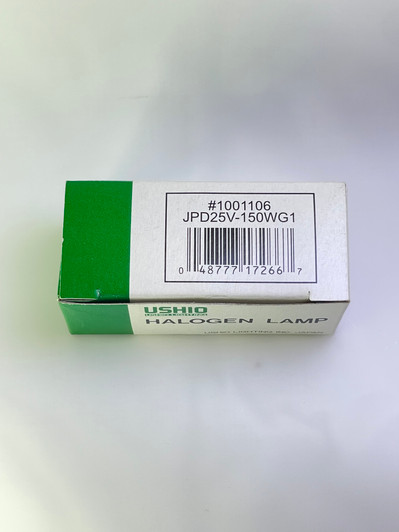 #1001106
JPD25V-150WG1
0 48777 17266 7
USHIO
HALOGEN LAMP